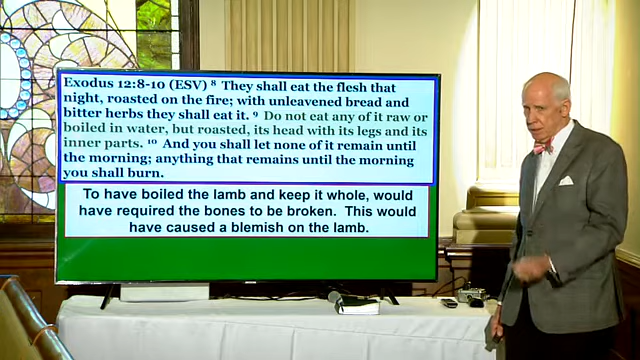 Exodus 12:8-10 (ESV) ⁸ They shall eat the flesh that
night, roasted on the fire; with unleavened bread and
bitter herbs they shall eat it. ⁹ Do not eat any of it raw or
boiled in water, but roasted, its head with its legs and its
inner parts. ¹⁰ And you shall let none of it remain until
the morning; anything that remains until the morning
you shall burn.
To have boiled the lamb and keep it whole, would
have required the bones to be broken. This would
have caused a blemish on the lamb.